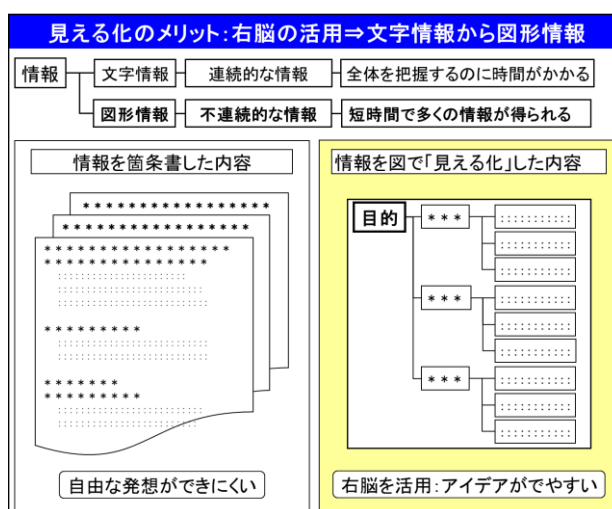 見える化のメリット:右脳の活用⇒文字情報から図形情報
情報 文字情報 連続的な情報 全体を把握するのに時間がかかる
図形情報 不連続的な情報 短時間で多くの情報が得られる
情報を箇条書した内容
****************
****************
*****************
***************
:::::::::::::::::::::
:::::::::::::::::::::::::
:::::::::::::::::::::::::
*********
:::::::::::::::::::::::::
:::::::::::::::::::::::::
*******
*********
:::::::::::::::::::::::::
:::::::::::::::::::::::
自由な発想ができにくい
情報を図で「見える化」した内容
目的 *** :::::::::::
:::::::::::
:::::::::::
*** :::::::::::
:::::::::::
:::::::::::
*** :::::::::::
:::::::::::
:::::::::::
右脳を活用:アイデアがでやすい